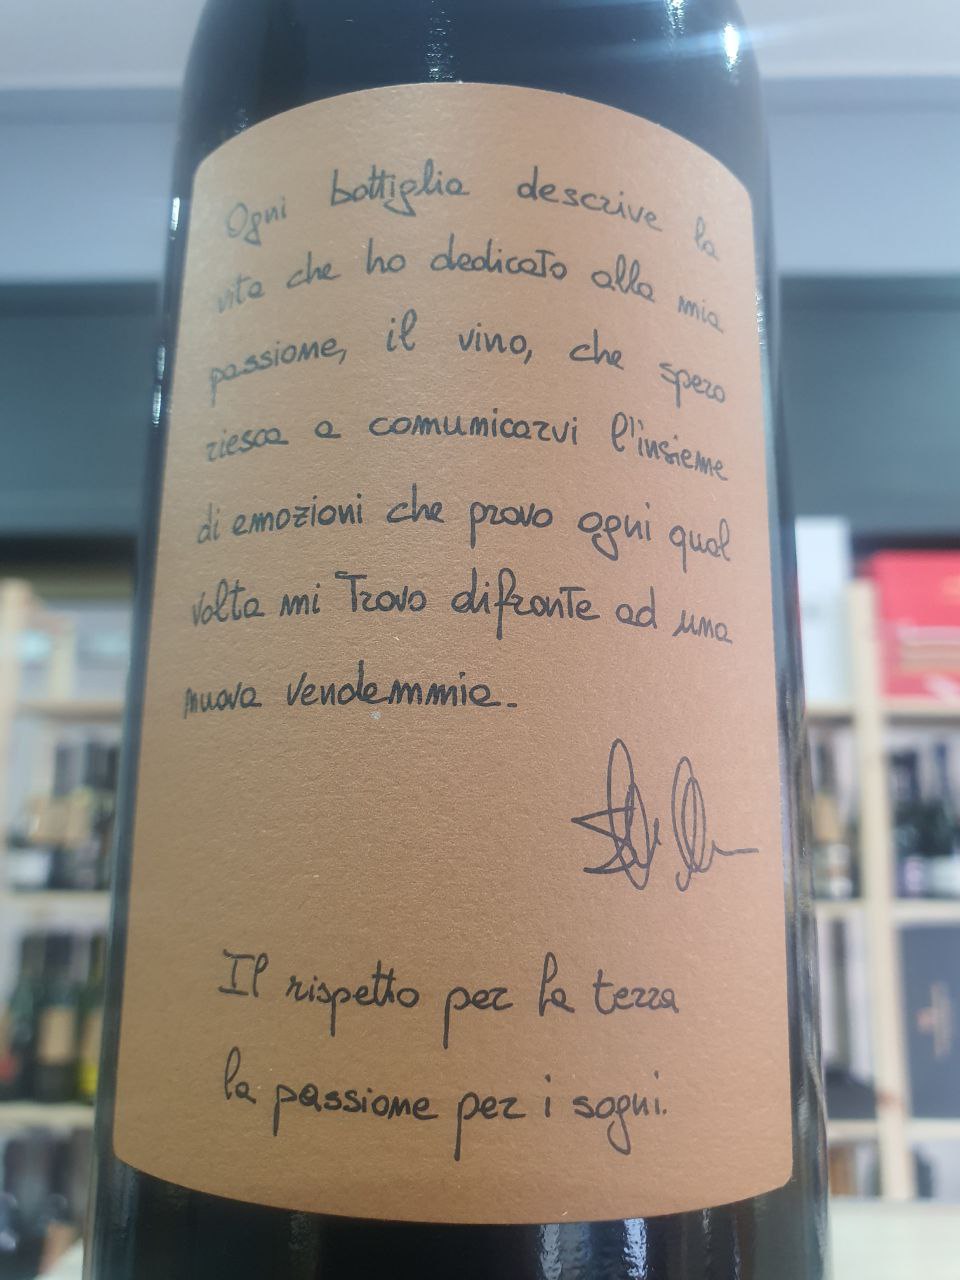 Ogni bottiglia descrive la
vita che ho dedicato alla mia
passione, il vino, che spero
riesca a comunicarvi l'insieme
di emozioni che provo ogni qual
volta mi Trovo difronte ad una
nuova vendemmia.
Il rispetto per la terra
la passione per i sogni.